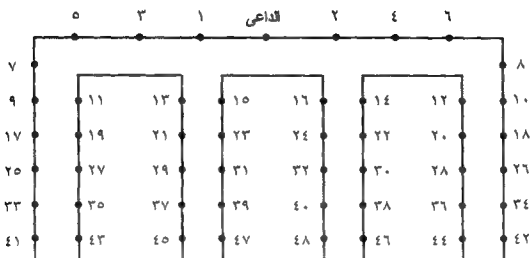 ٦ ٤ ٢ الداعى ١ ٣ ٥
٨ ٧
١٠ ١٢ ١٤ ١٦ ١٥ ١٣ ١١ ٩
١٨ ٢٠ ٢٢ ٢٤ ٢٣ ٢١ ١٩ ١٧
٢٦ ٢٨ ٣٠ ٣٢ ٣١ ٢٩ ٢٧ ٢٥
٣٤ ٣٦ ٣٨ ٤٠ ٣٩ ٣٧ ٣٥ ٣٣
٤٢ ٤٤ ٤٦ ٤٨ ٤٧ ٤٥ ٤٣ ٤١